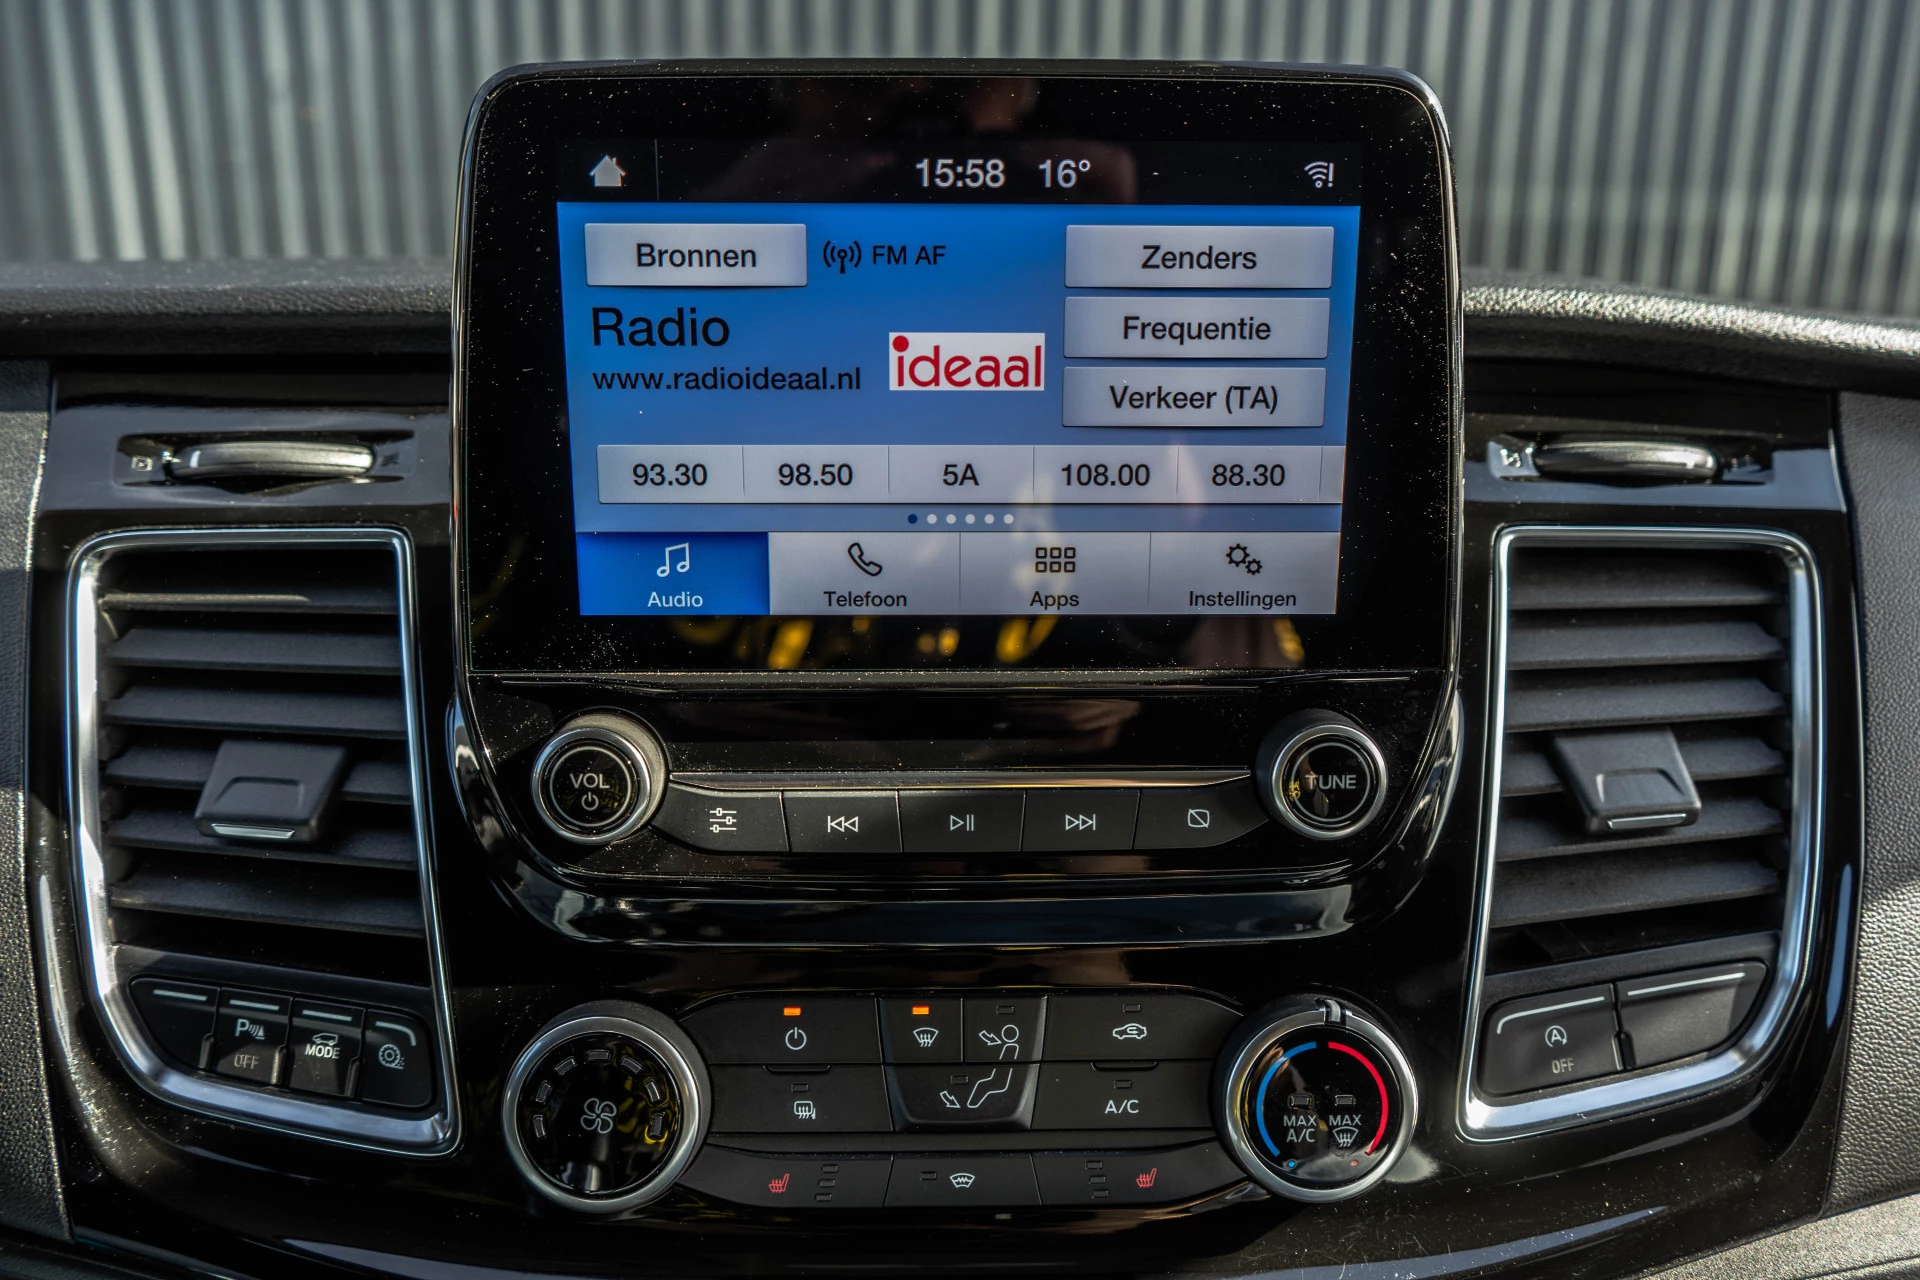 15:58 16°
Bronnen FM AF Zenders
Radio
Frequentie
www.radioideaal.nl
ideaal
Verkeer (TA)
93.30 98.50 5A 108.00 88.30
Audio Telefoon Apps Instellingen
VOL
TUNE
P OFF
MODE
A OFF
A/C
MAX A/C
MAX